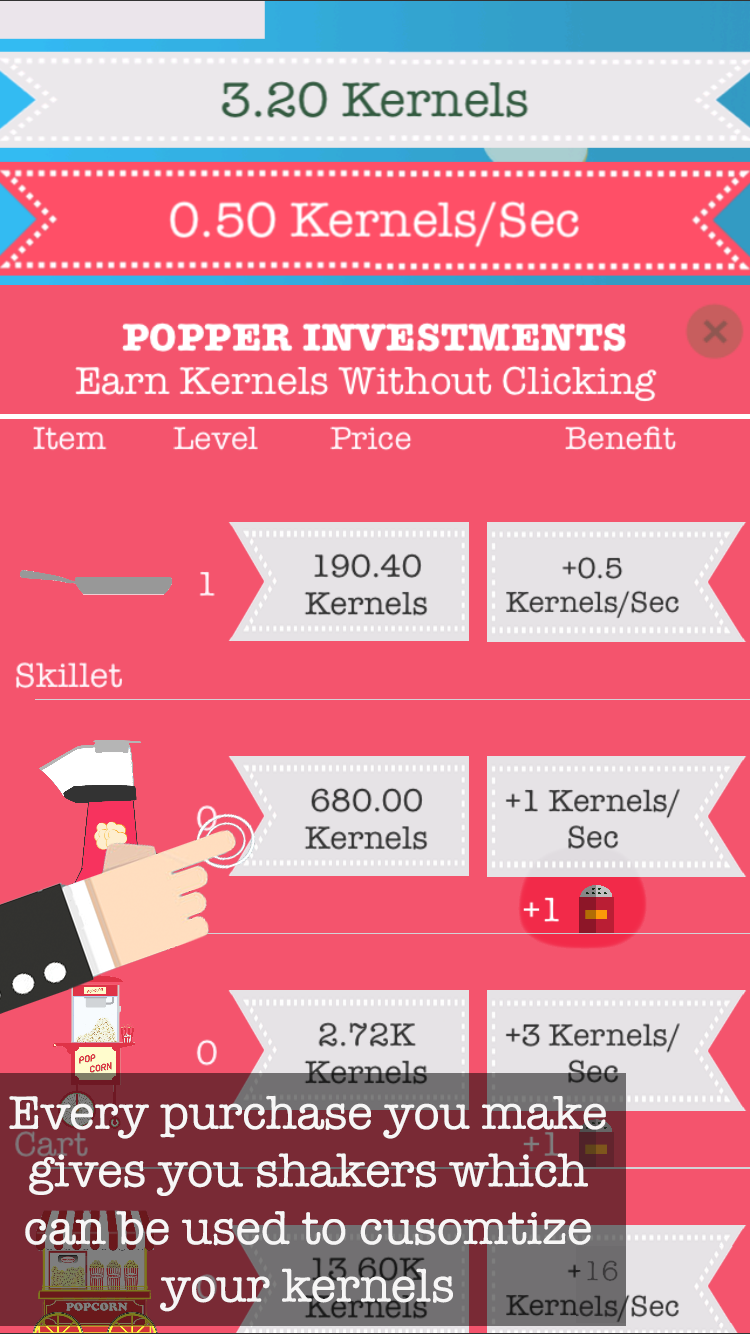 3.20 Kernels
0.50 Kernels/Sec
POPPER INVESTMENTS
Earn Kernels Without Clicking
Item Level Price Benefit
1
190.40
Kernels
+0.5
Kernels/Sec
Skillet
0
680.00
Kernels
+1 Kernels/
Sec
+1
POP
CORN
0
2.72K
Kernels
+3 Kernels/
Sec
Cart
+1
Every purchase you make
gives you shakers which
can be used to cusomtize
your kernels
POPCORN
13.60K
Kernels
+16
Kernels/Sec